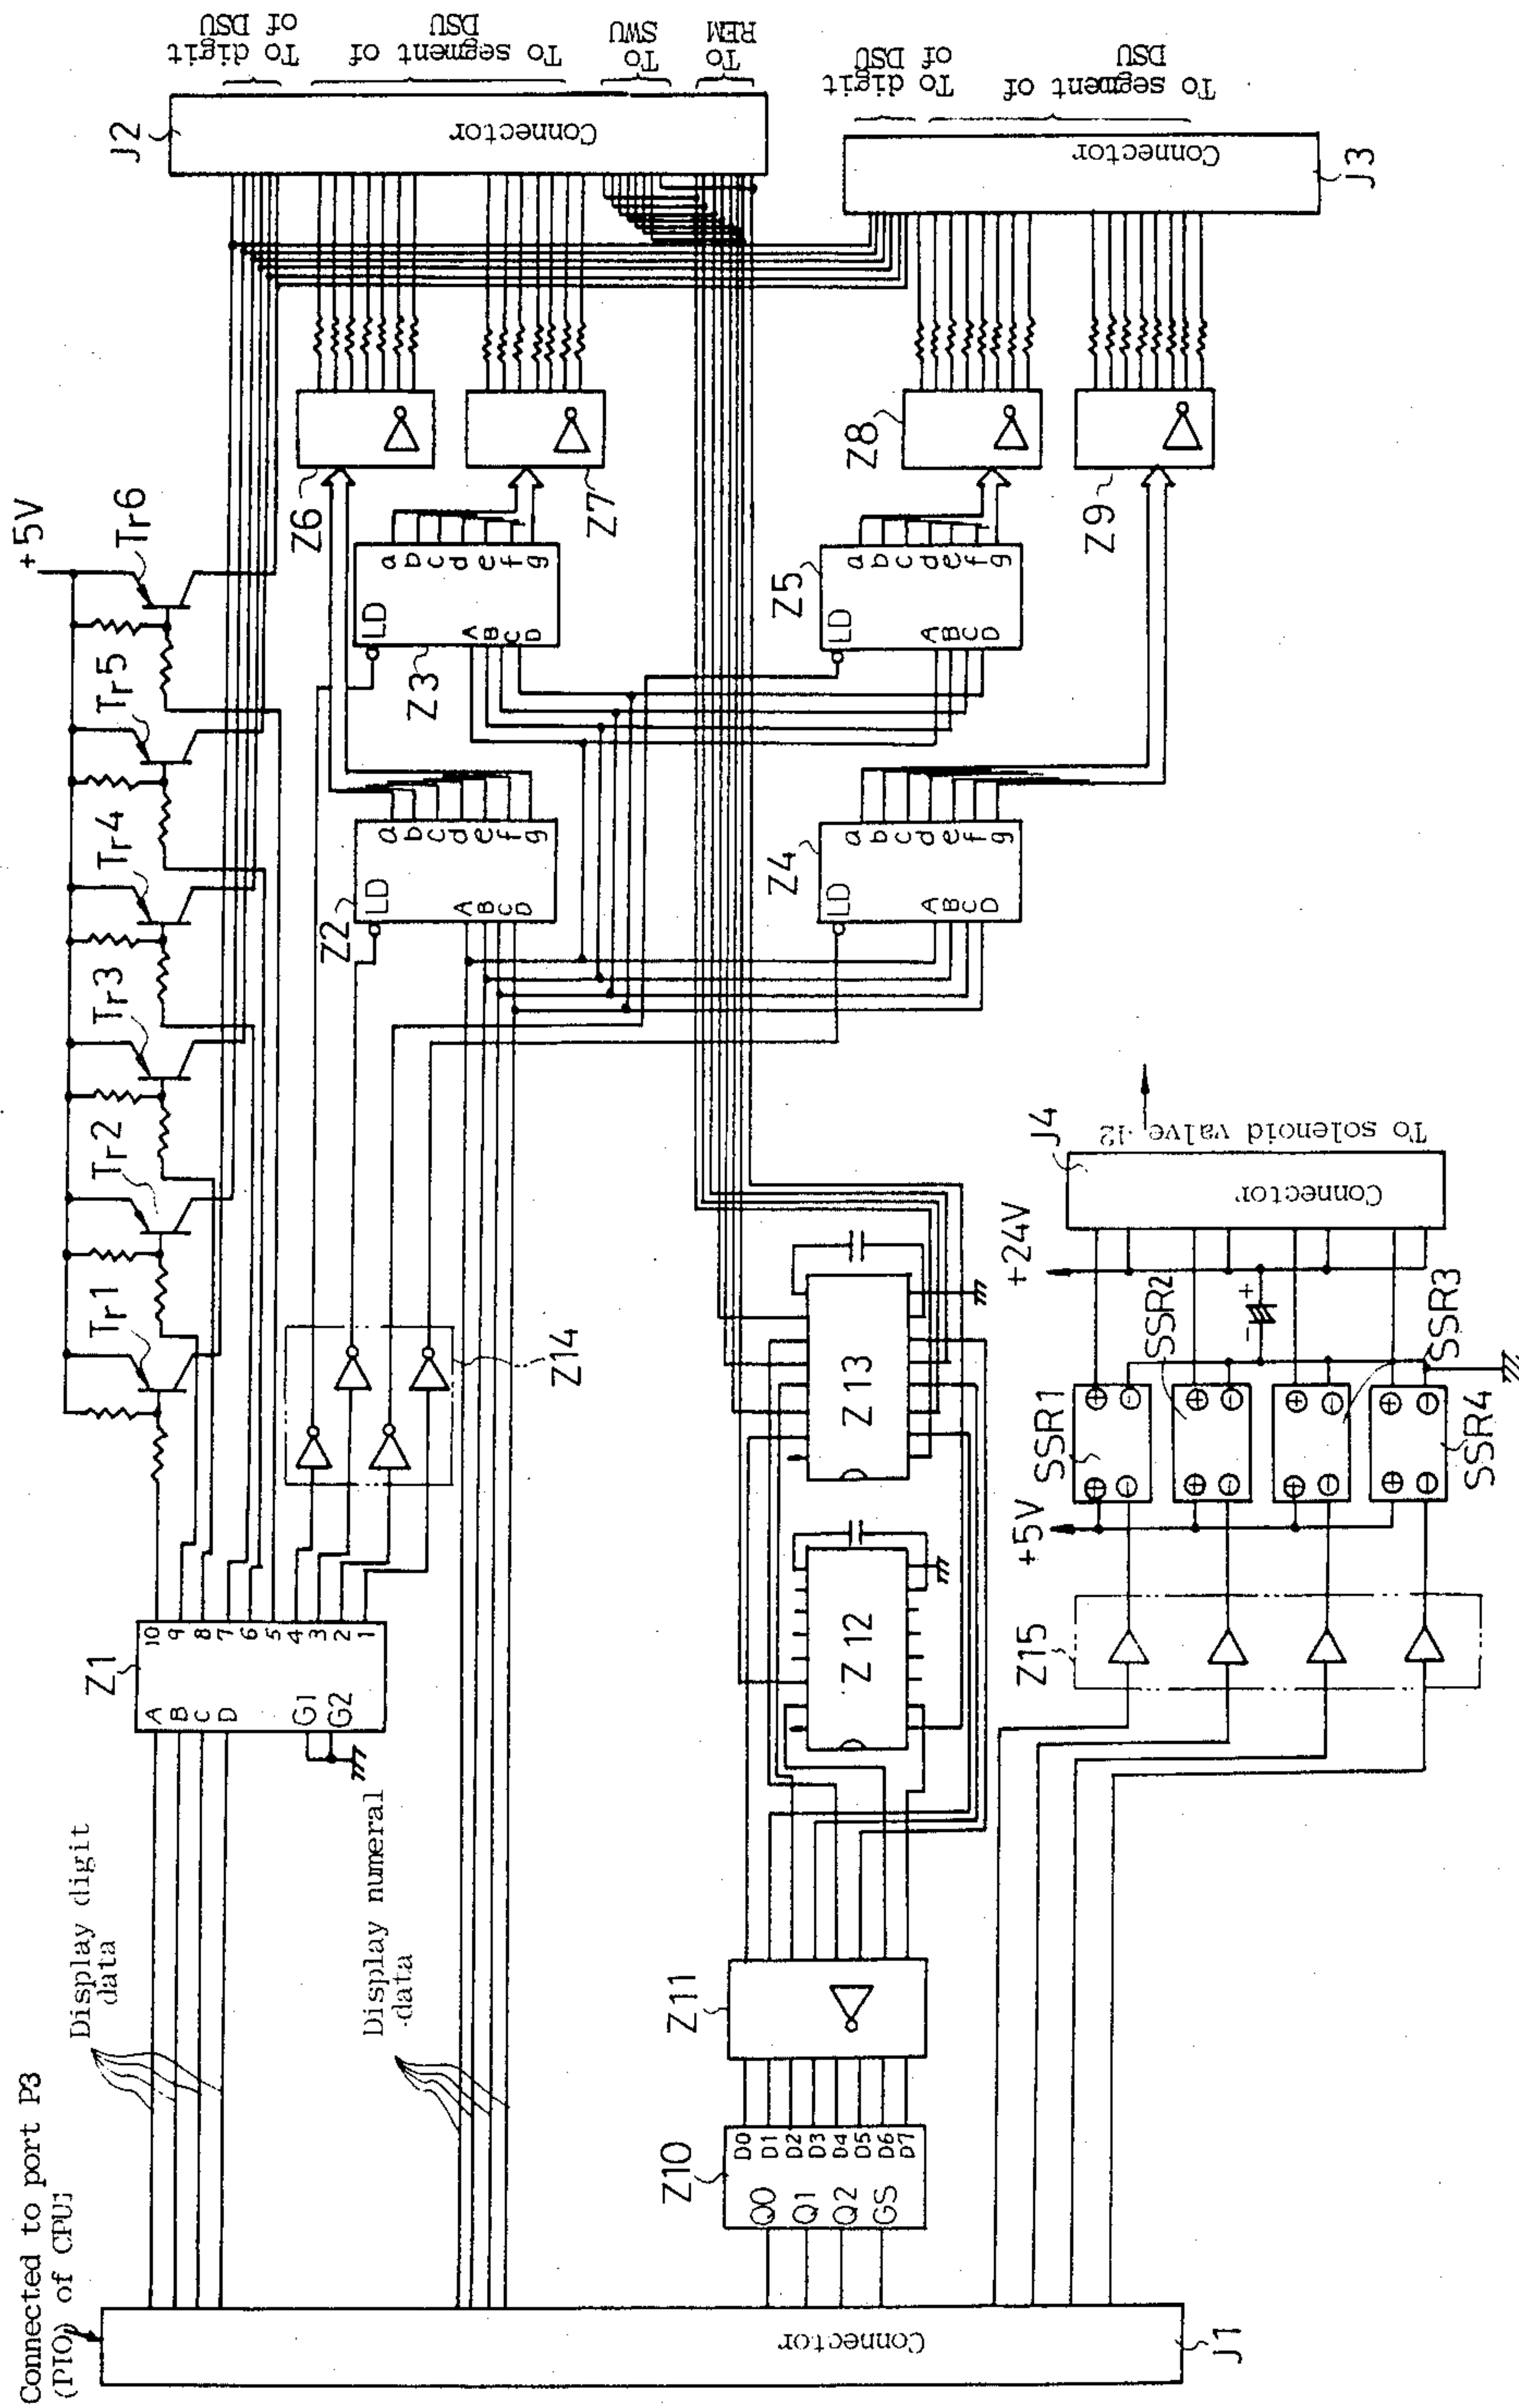 Connected to port P3
(PIO) of CPU1
Display digit
data
Display numeral
data
Connector
J1
Z1
A
B
C
D
G1
G2
10
9
8
7
6
5
4
3
2
1
+5V
Tr1
Tr2
Tr3
Tr4
Tr5
Tr6
Z14
Z2
LD
A
B
C
D
a
b
c
d
e
f
g
Z3
LD
A
B
C
D
a
b
c
d
e
f
g
Z4
LD
A
B
C
D
a
b
c
d
e
f
g
Z5
LD
A
B
C
D
a
b
c
d
e
f
g
Z6
Z7
Z8
Z9
J2
Connector
To digit
of DSU
To segment of
DSU
To
SWU
To
REM
J3
Connector
To digit
of DSU
To segment of
DSU
Z10
Q0
Q1
Q2
GS
D0
D1
D2
D3
D4
D5
D6
D7
Z11
Z12
Z13
Z15
+5V
SSR1
SSR2
SSR3
SSR4
+ -
+ -
+ -
+ -
+ -
+ -
+ -
+ -
- +
+24V
J4
Connector
To solenoid valve 12